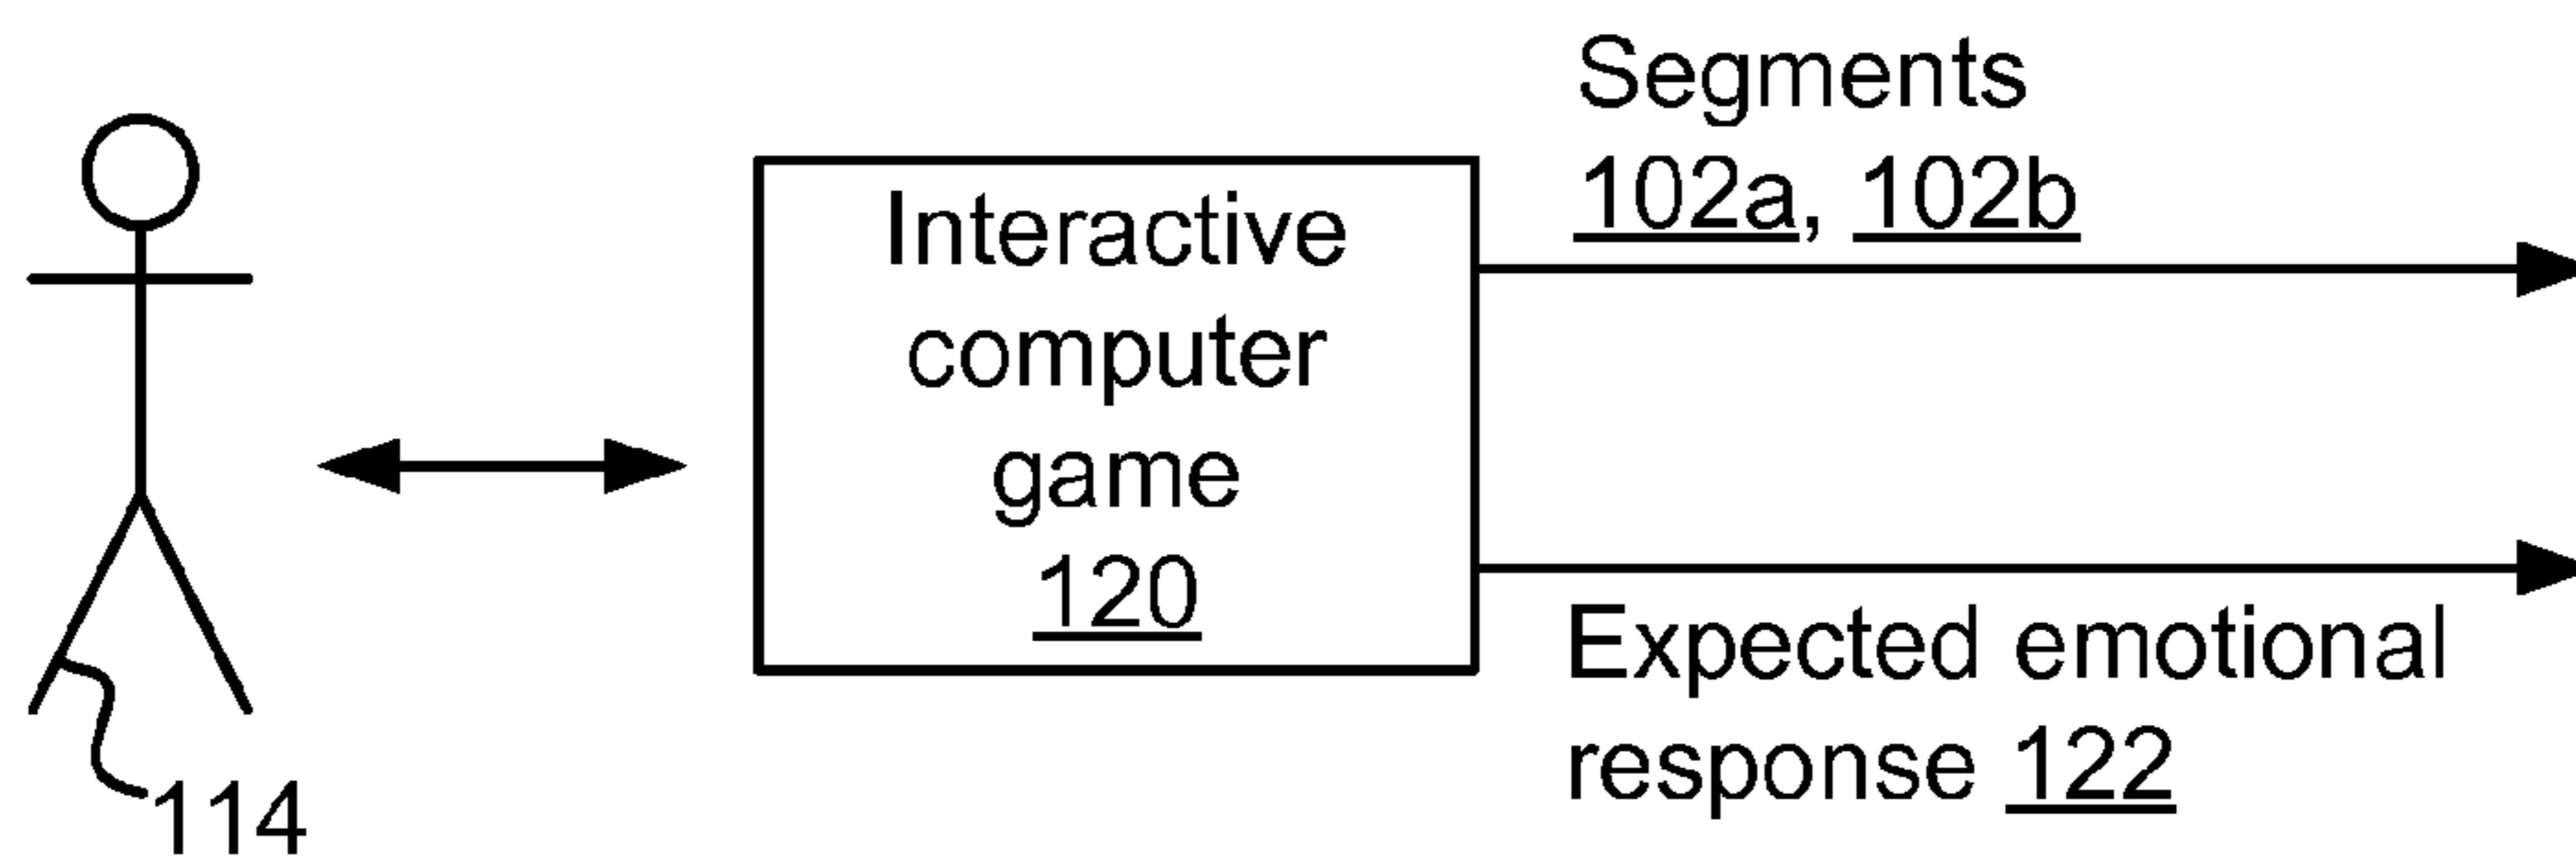 Segments
102a, 102b
Interactive
computer
game
120
Expected emotional
response 122
114